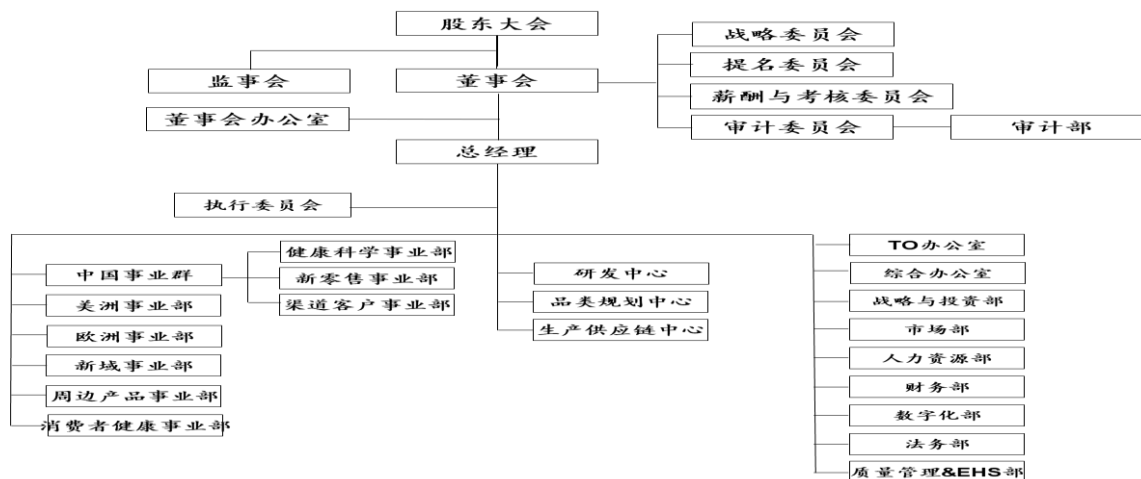 股东大会
监事会
董事会
战略委员会
提名委员会
薪酬与考核委员会
审计委员会
审计部
董事会办公室
总经理
执行委员会
中国事业群
美洲事业部
欧洲事业部
新域事业部
周边产品事业部
消费者健康事业部
健康科学事业部
新零售事业部
渠道客户事业部
研发中心
品类规划中心
生产供应链中心
TO办公室
综合办公室
战略与投资部
市场部
人力资源部
财务部
数字化部
法务部
质量管理&EHS部